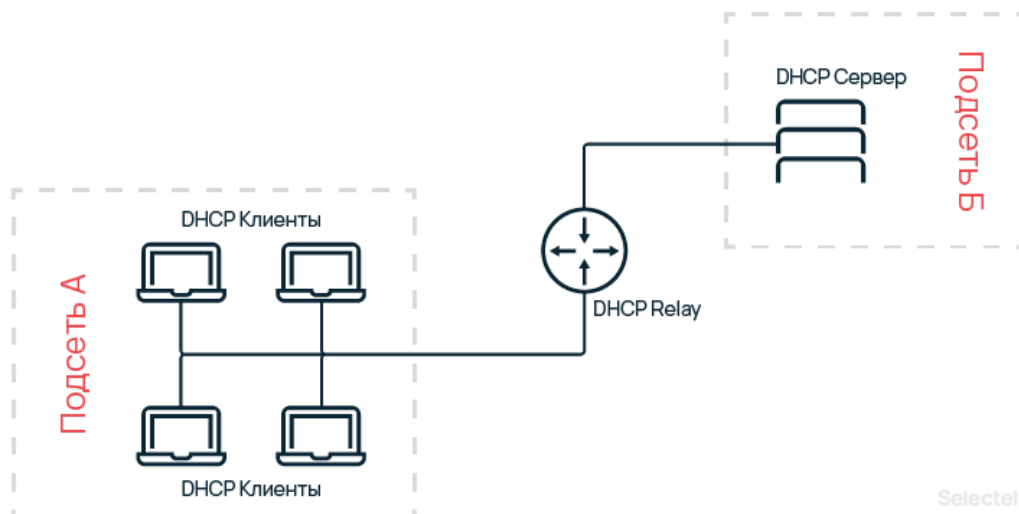 DHCP Сервер
Подсеть Б
DHCP Клиенты
Подсеть А
DHCP Relay
DHCP Клиенты
Selectel